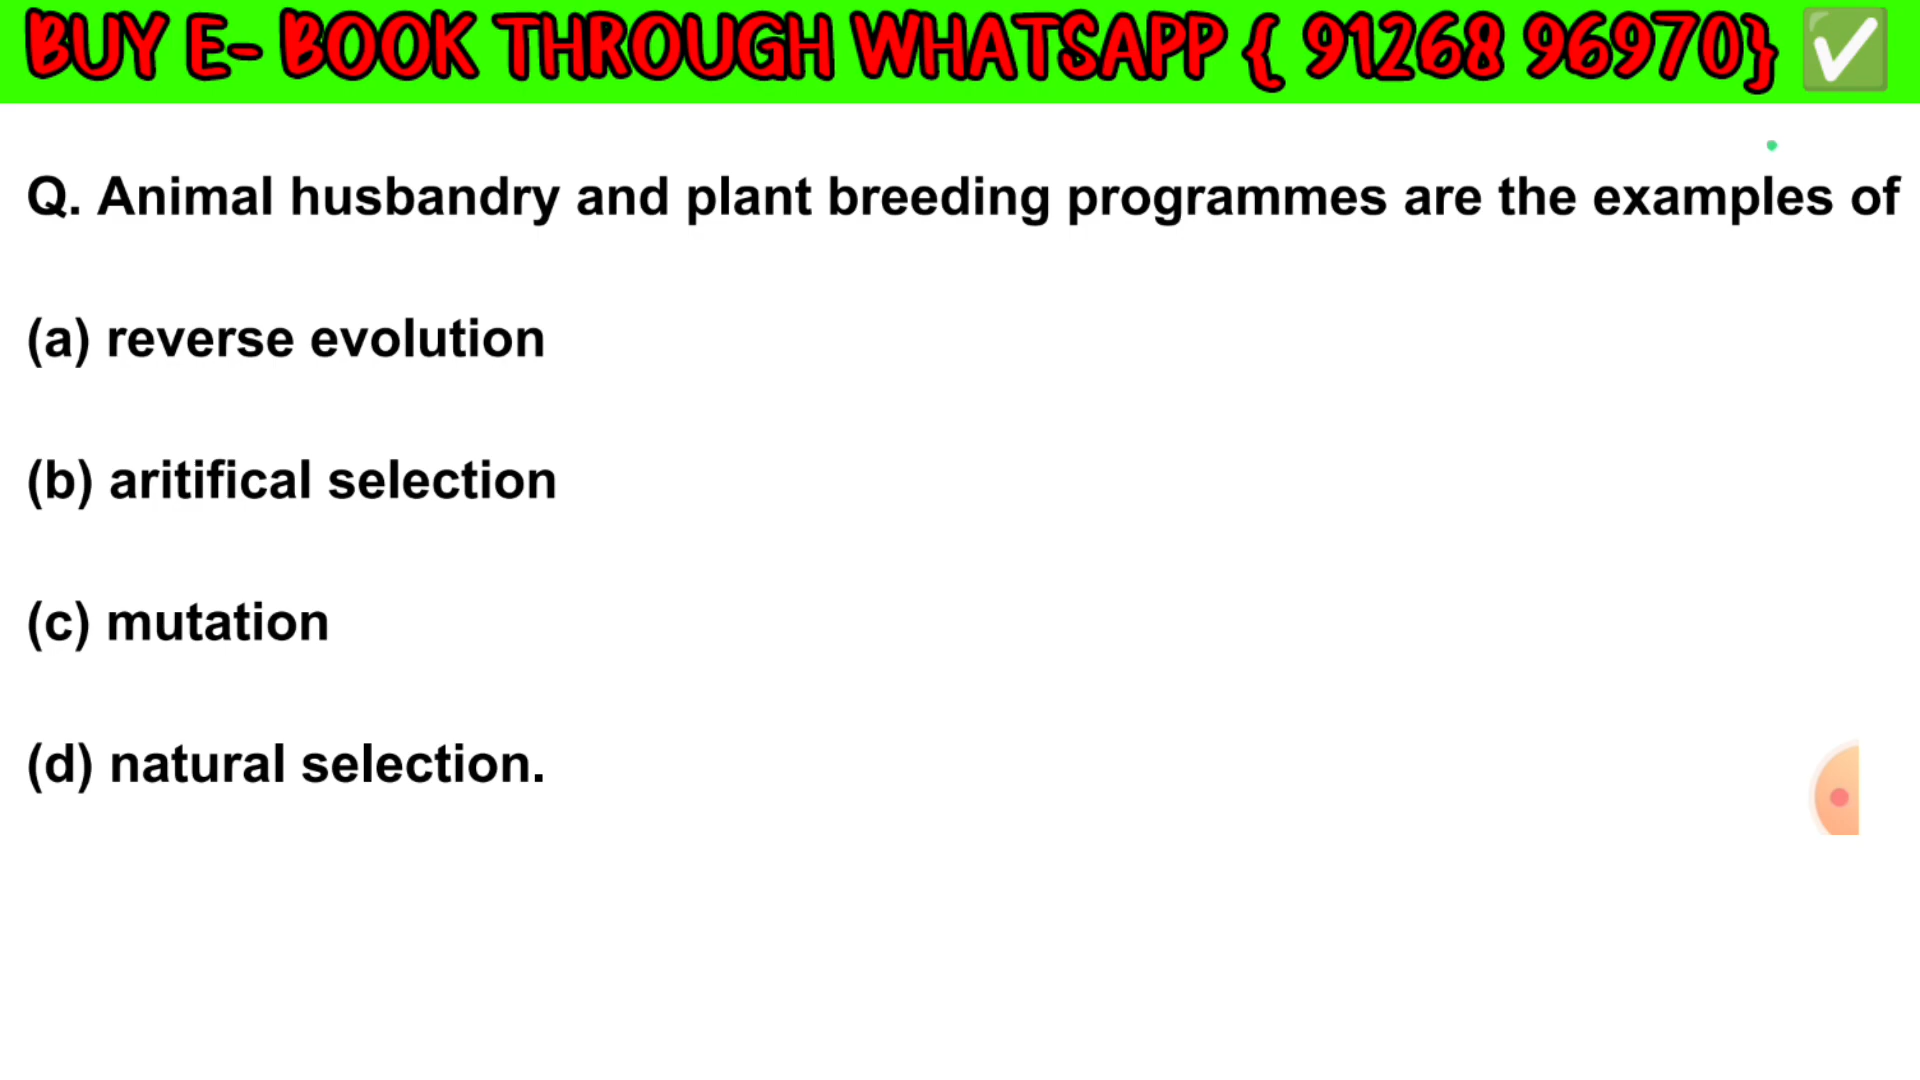 BUY E- BOOK THROUGH WHATSAPP { 91268 96970} ✅
Q. Animal husbandry and plant breeding programmes are the examples of
(a) reverse evolution
(b) aritifical selection
(c) mutation
(d) natural selection.